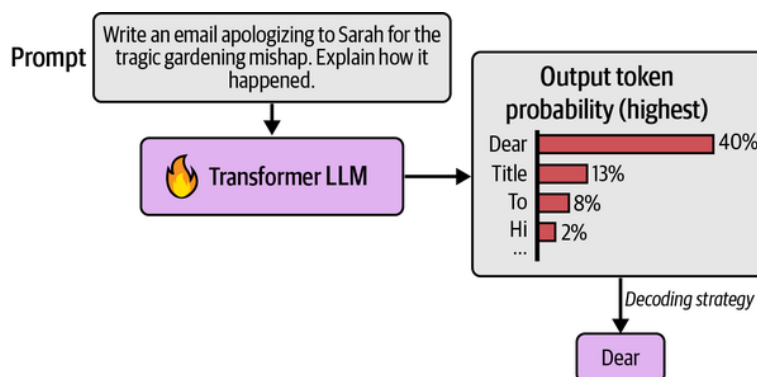 Prompt
Write an email apologizing to Sarah for the
tragic gardening mishap. Explain how it
happened.
Transformer LLM
Output token
probability (highest)
Dear 40%
Title 13%
To 8%
Hi 2%
...
Decoding strategy
Dear